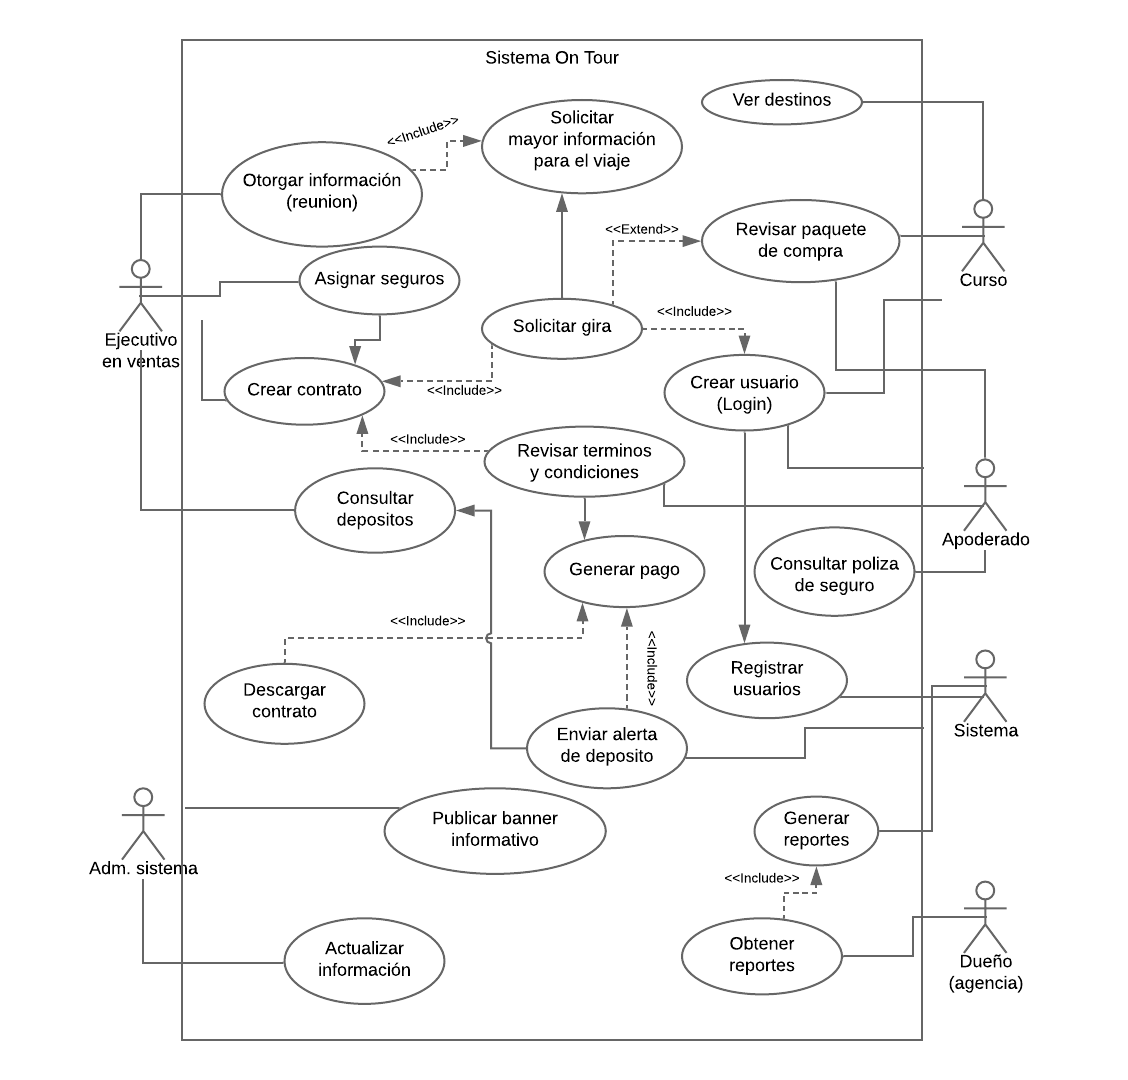 Sistema On Tour
Ver destinos
<<Include>>
Solicitar
mayor información
para el viaje
Otorgar información
(reunion)
<<Extend>>
Revisar paquete
de compra
Curso
Asignar seguros
Ejecutivo
en ventas
Solicitar gira
<<Include>>
Crear contrato
<<Include>>
Crear usuario
(Login)
<<Include>>
Revisar terminos
y condiciones
Consultar
depositos
Apoderado
Generar pago
Consultar poliza
de seguro
<<Include>>
<<Include>>
Registrar
usuarios
Descargar
contrato
Sistema
Enviar alerta
de deposito
Adm. sistema
Publicar banner
informativo
Generar
reportes
<<Include>>
Actualizar
información
Obtener
reportes
Dueño
(agencia)